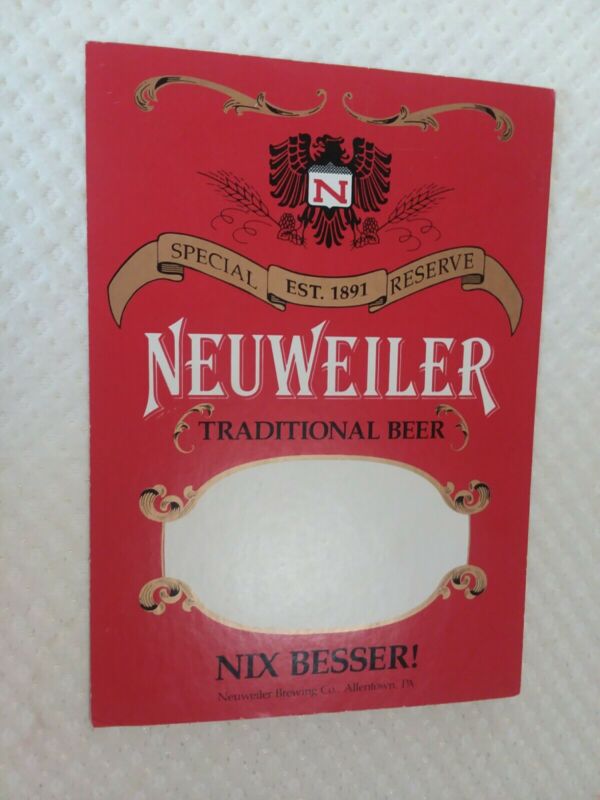 N
SPECIAL EST. 1891 RESERVE
NEUWEILER
TRADITIONAL BEER
NIX BESSER!
Neuweiler Brewing Co., Allentown, PA